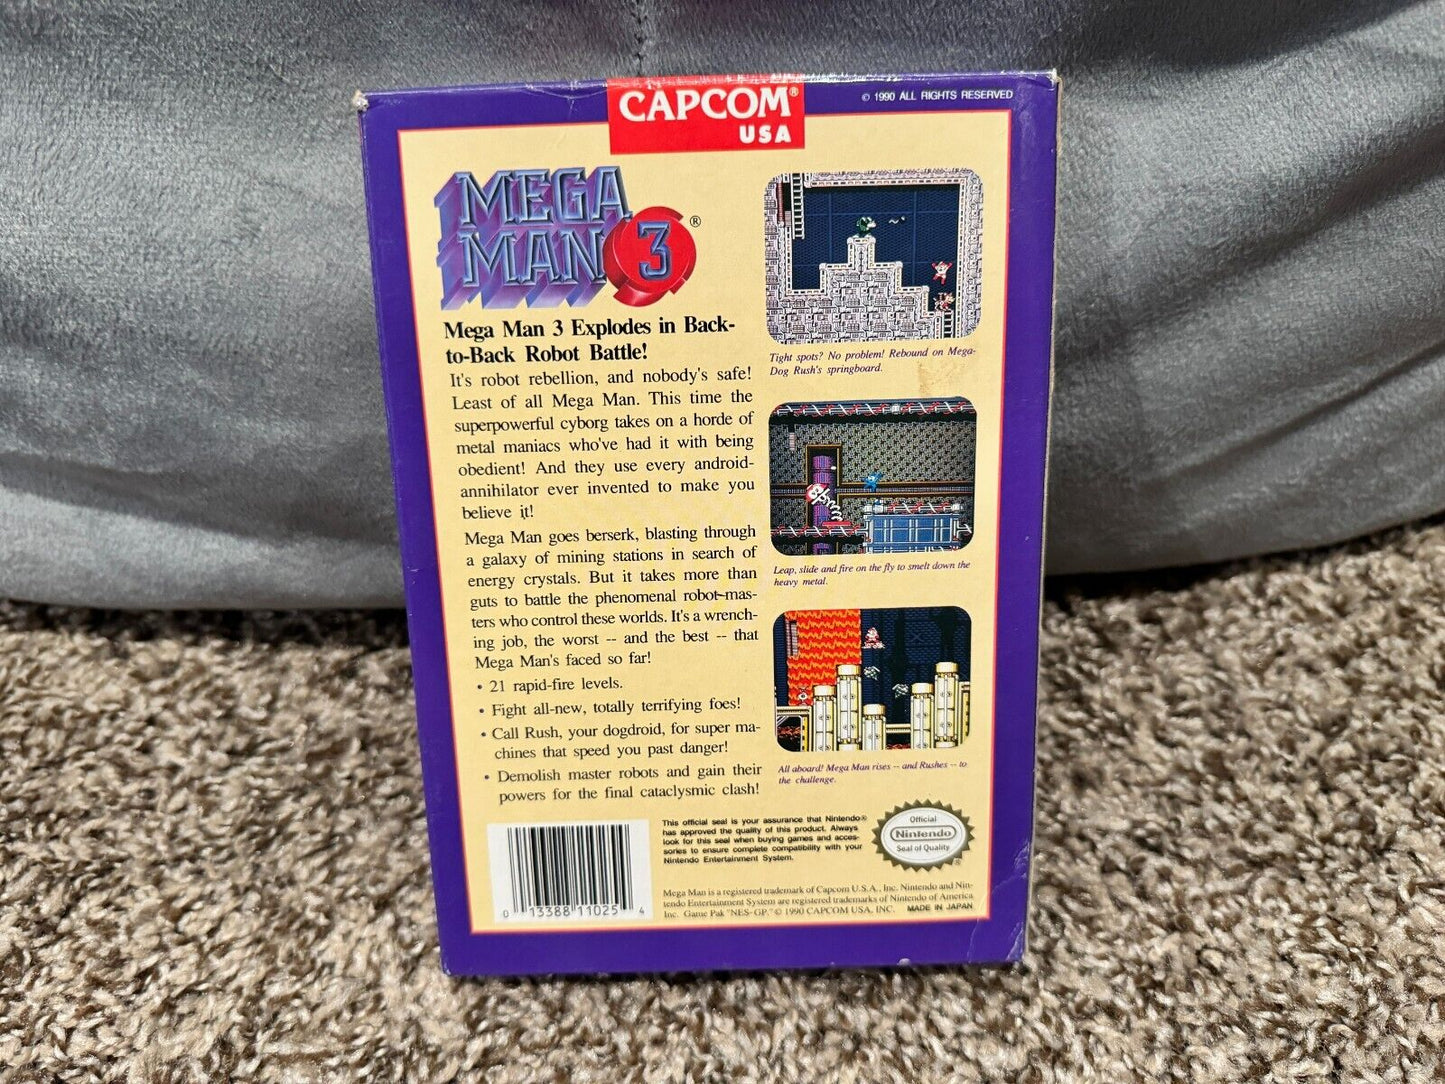 CAPCOM®
USA
© 1990 ALL RIGHTS RESERVED
MEGA
MAN 3 ®
Mega Man 3 Explodes in Back-
to-Back Robot Battle!
It's robot rebellion, and nobody's safe!
Least of all Mega Man. This time the
superpowerful cyborg takes on a horde of
metal maniacs who've had it with being
obedient! And they use every android-
annihilator ever invented to make you
believe it!
Mega Man goes berserk, blasting through
a galaxy of mining stations in search of
energy crystals. But it takes more than
guts to battle the phenomenal robot-mas-
ters who control these worlds. It's a wrench-
ing job, the worst -- and the best -- that
Mega Man's faced so far!
• 21 rapid-fire levels.
• Fight all-new, totally terrifying foes!
• Call Rush, your dogdroid, for super ma-
chines that speed you past danger!
• Demolish master robots and gain their
powers for the final cataclysmic clash!
Tight spots? No problem! Rebound on Mega-
Dog Rush's springboard.
Leap, slide and fire on the fly to smelt down the
heavy metal.
All aboard! Mega Man rises -- and Rushes -- to
the challenge.
0 13388 11025 4
This official seal is your assurance that Nintendo®
has approved the quality of this product. Always
look for this seal when buying games and acces-
sories to ensure complete compatibility with your
Nintendo Entertainment System.
Official
Nintendo
Seal of Quality
®
Mega Man is a registered trademark of Capcom U.S.A., Inc. Nintendo and Nin-
tendo Entertainment System are registered trademarks of Nintendo of America
Inc. Game Pak "NES-GP." © 1990 CAPCOM USA, INC. MADE IN JAPAN